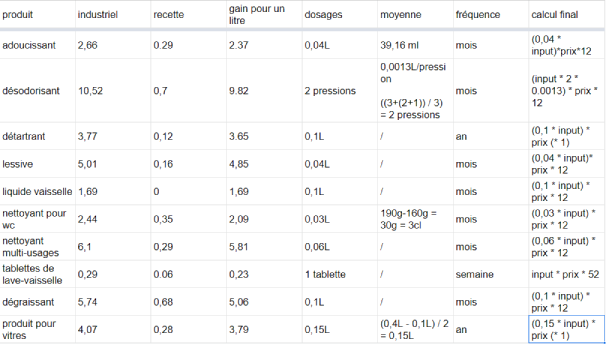 produit industriel recette gain pour un litre dosages moyenne fréquence calcul final
adoucissant 2,66 0.29 2.37 0,04L 39,16 ml mois (0,04 * input)*prix*12
désodorisant 10,52 0,7 9.82 2 pressions 0,0013L/pression ((3+(2+1)) / 3) = 2 pressions mois (input * 2 * 0.0013) * prix * 12
détartrant 3,77 0,12 3.65 0,1L / an (0,1 * input) * prix (* 1)
lessive 5,01 0,16 4,85 0,04L / mois (0,04 * input)* prix * 12
liquide vaisselle 1,69 0 1,69 0,1L / mois (0,1 * input) * prix * 12
nettoyant pour wc 2,44 0,35 2,09 0,03L 190g-160g = 30g = 3cl mois (0,03 * input) * prix * 12
nettoyant multi-usages 6,1 0,29 5,81 0,06L / mois (0,06 * input) * prix * 12
tablettes de lave-vaisselle 0,29 0.06 0,23 1 tablette / semaine input * prix * 52
dégraissant 5,74 0,68 5,06 0,1L / mois (0,1 * input) * prix * 12
produit pour vitres 4,07 0,28 3,79 0,15L (0,4L - 0,1L) / 2 = 0,15L an (0,15 * input) * prix (* 1)